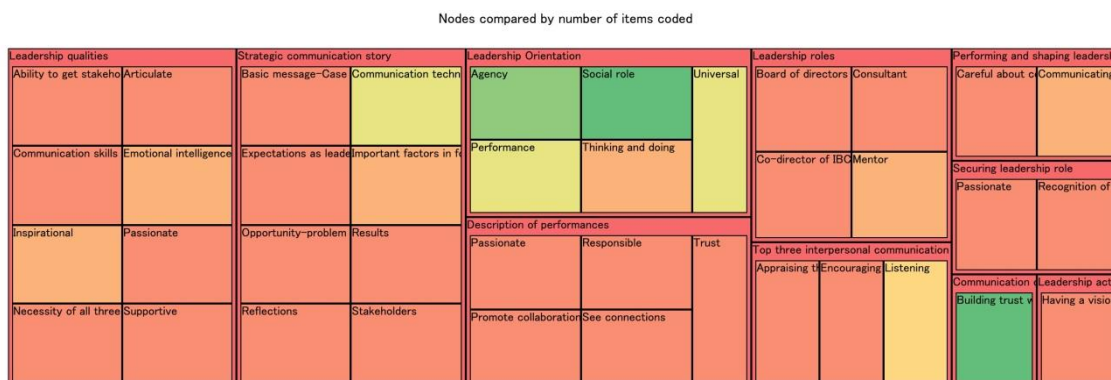 Nodes compared by number of items coded
Leadership qualities
Ability to get stakeho
Articulate
Communication skills
Emotional intelligence
Inspirational
Passionate
Necessity of all three
Supportive
Strategic communication story
Basic message-Case
Communication techn
Expectations as leade
Important factors in fo
Opportunity-problem
Results
Reflections
Stakeholders
Leadership Orientation
Agency
Social role
Universal
Performance
Thinking and doing
Description of performances
Passionate
Responsible
Trust
Promote collaboration
See connections
Leadership roles
Board of directors
Consultant
Co-director of IBC
Mentor
Top three interpersonal communication
Appraising th
Encouraging
Listening
Performing and shaping leadersh
Careful about co
Communicating
Securing leadership role
Passionate
Recognition of
Communication
Building trust w
Leadership act
Having a visio